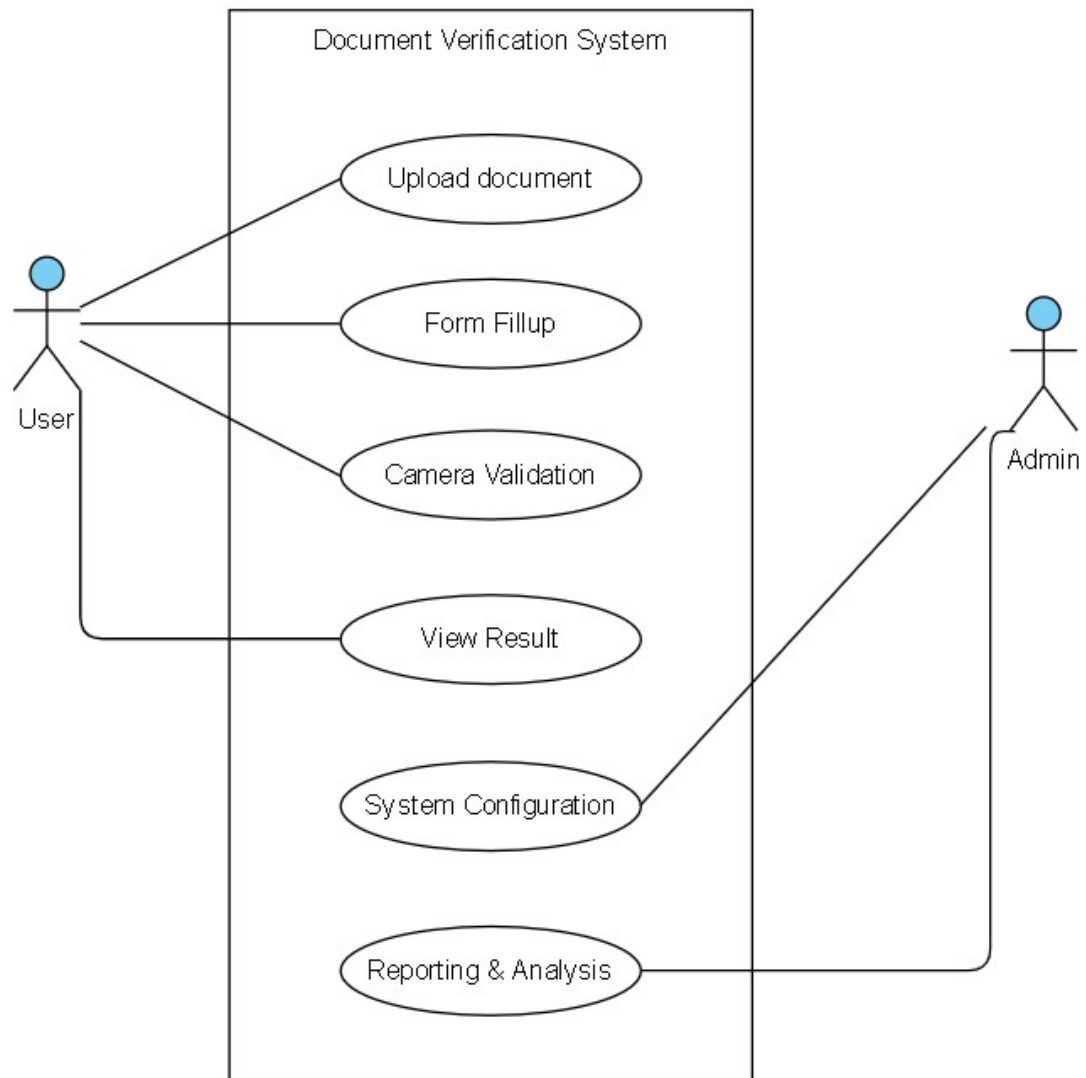 Document Verification System
Upload document
Form Fillup
User
Camera Validation
Admin
View Result
System Configuration
Reporting & Analysis